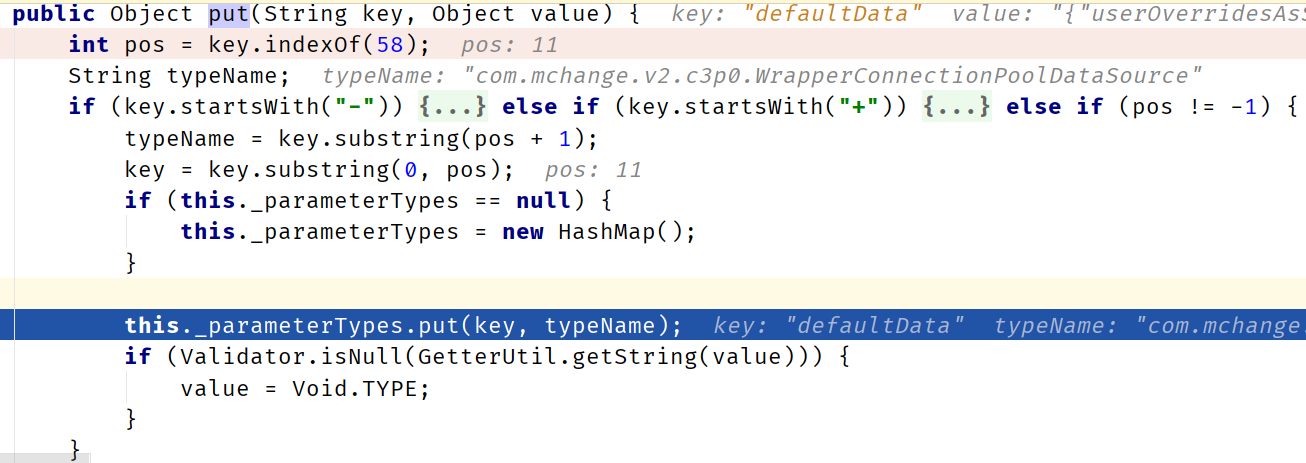 public Object put(String key, Object value) {  key: "defaultData"  value: "{"userOverridesAs
int pos = key.indexOf(58);  pos: 11
String typeName;  typeName: "com.mchange.v2.c3p0.WrapperConnectionPoolDataSource"
if (key.startsWith("-")) {...} else if (key.startsWith("+")) {...} else if (pos != -1) {
typeName = key.substring(pos + 1);
key = key.substring(0, pos);  pos: 11
if (this._parameterTypes == null) {
this._parameterTypes = new HashMap();
}
this._parameterTypes.put(key, typeName);  key: "defaultData"  typeName: "com.mchange.
if (Validator.isNull(GetterUtil.getString(value))) {
value = Void.TYPE;
}
}